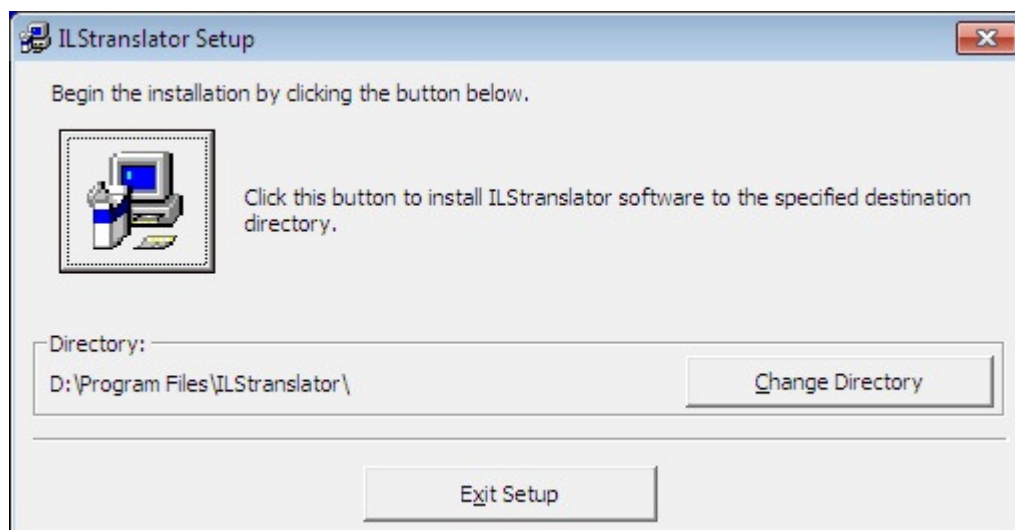 ILStranslator Setup
Begin the installation by clicking the button below.
Click this button to install ILStranslator software to the specified destination
directory.
Directory:
D:\Program Files\ILStranslator\
Change Directory
Exit Setup